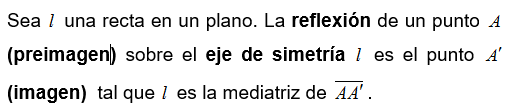 Sea l una recta en un plano. La reflexión de un punto A
(preimagen) sobre el eje de simetría l es el punto A′
(imagen) tal que l es la mediatriz de A̅A̅′.